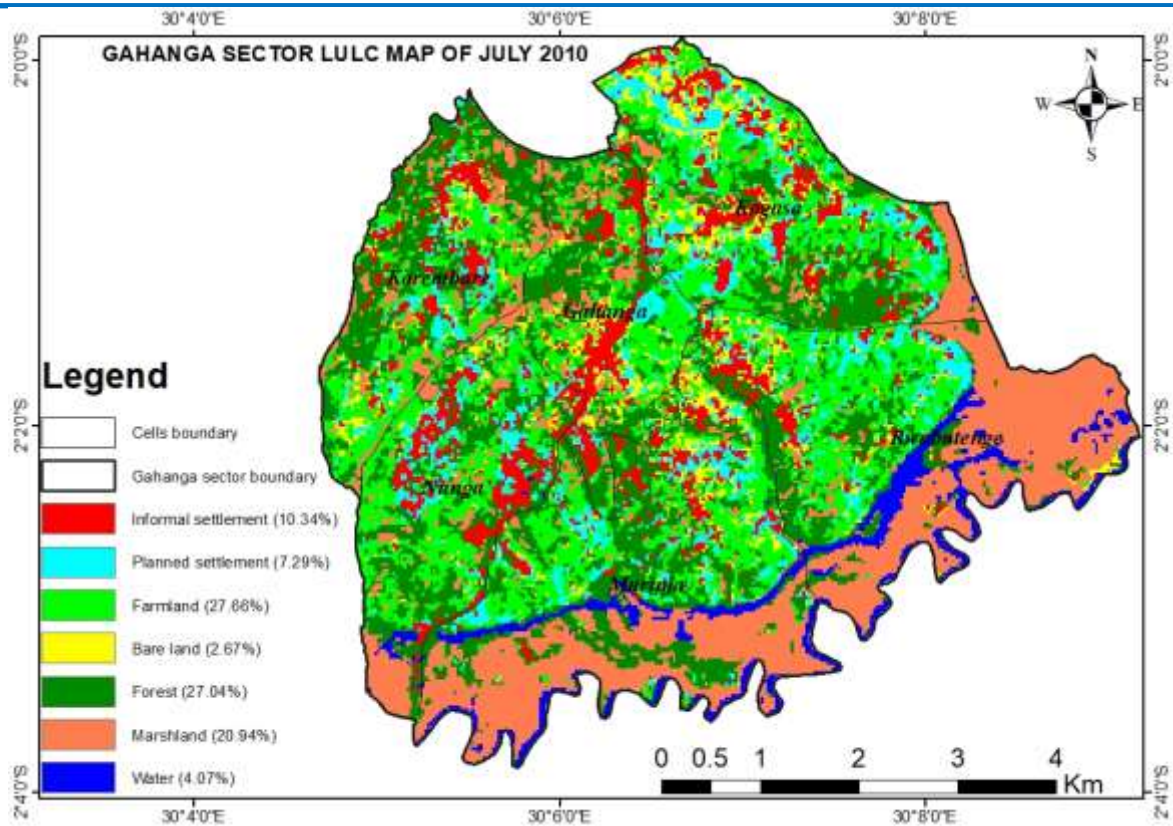 30°4'0"E 30°6'0"E 30°8'0"E
GAHANGA SECTOR LULC MAP OF JULY 2010
2°0'0"S 2°0'0"S
N
W E
S
Kagasa
Karembure
Gahanga
Legend
2°2'0"S 2°2'0"S
Cells boundary
Rwabutenge
Gahanga sector boundary
Nunga
Informal settlement (10.34%)
Planned settlement (7.29%)
Murinja
Farmland (27.66%)
Bare land (2.67%)
Forest (27.04%)
Marshland (20.94%)
Water (4.07%)
0 0.5 1 2 3 4
Km
2°4'0"S 2°4'0"S
30°4'0"E 30°6'0"E 30°8'0"E